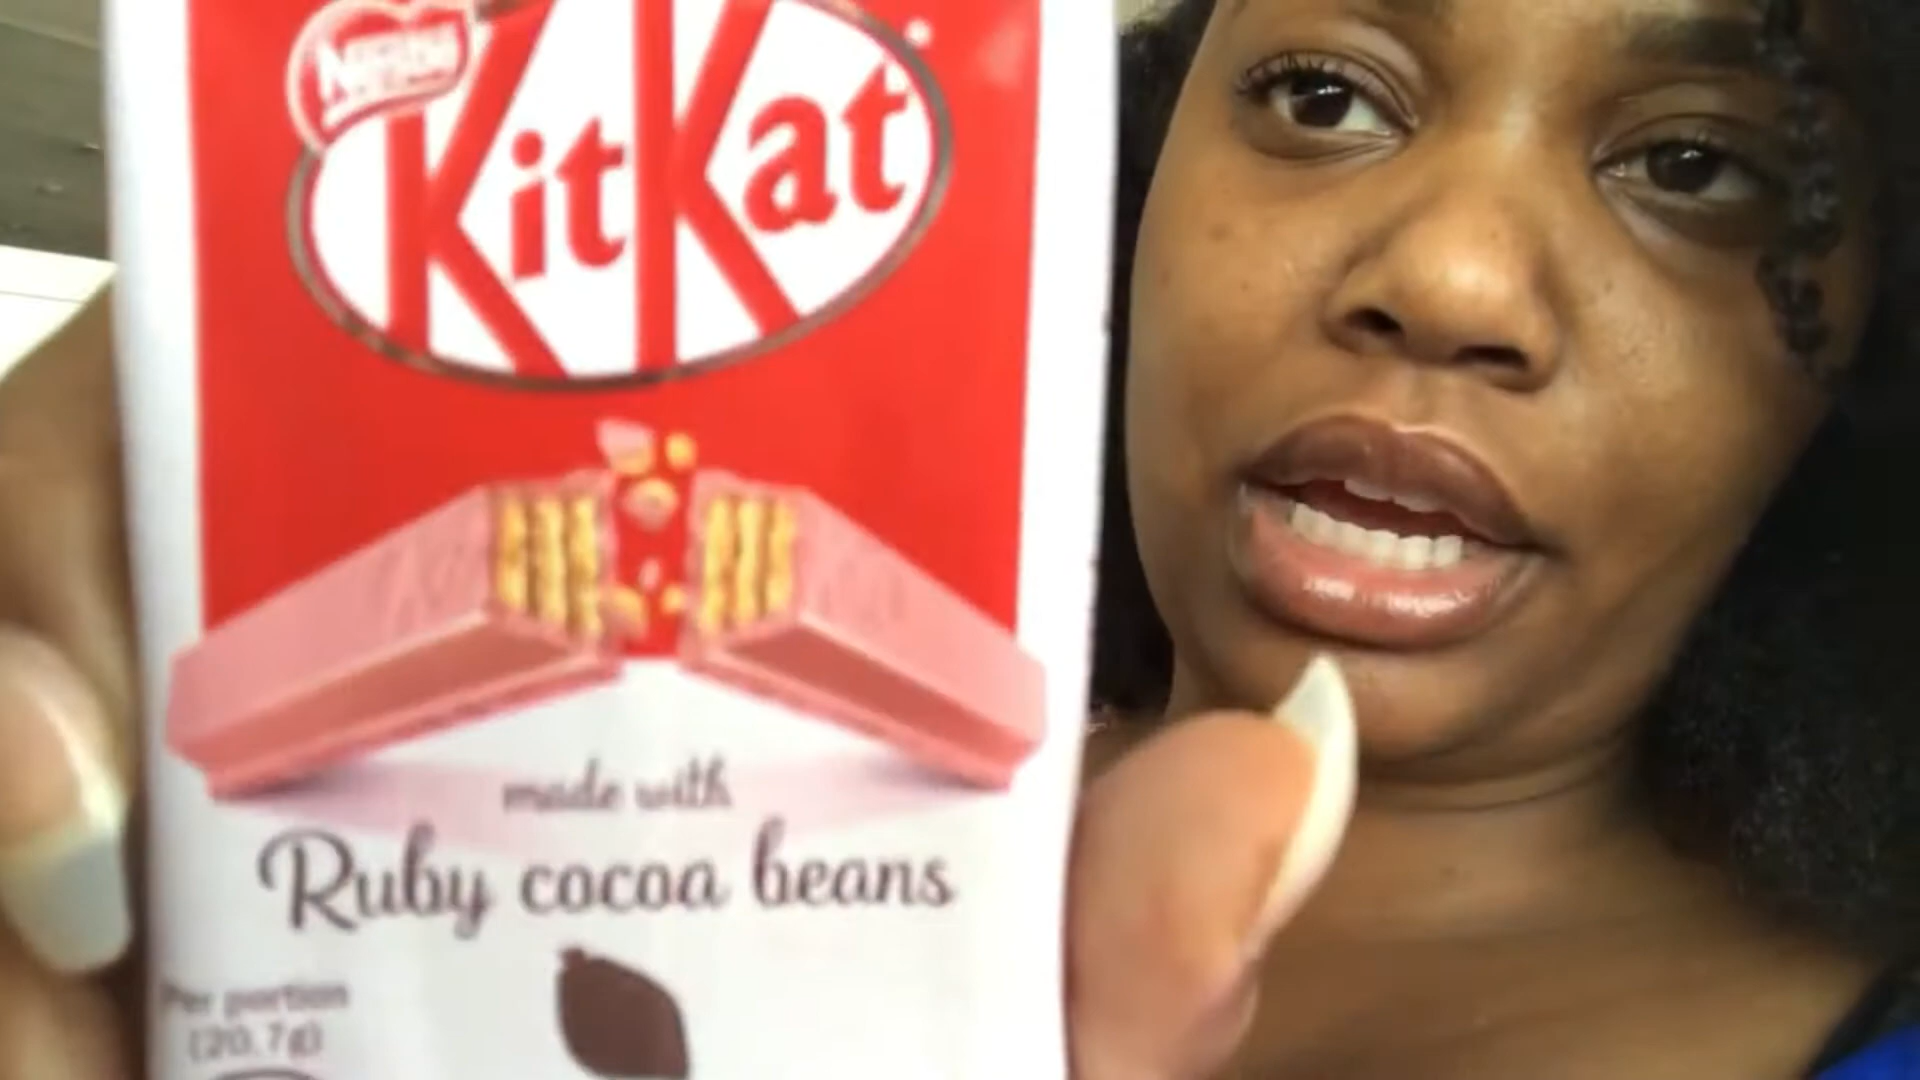 Nestlé
KitKat
made with
Ruby cocoa beans
Per portion
(20.7g)